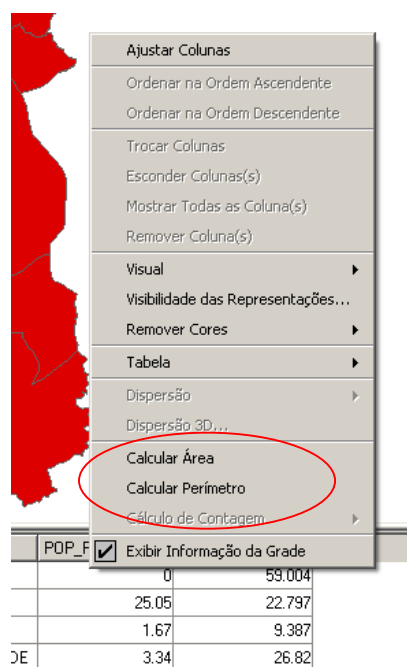 Ajustar Colunas
Ordenar na Ordem Ascendente
Ordenar na Ordem Descendente
Trocar Colunas
Esconder Colunas(s)
Mostrar Todas as Coluna(s)
Remover Coluna(s)
Visual
Visibilidade das Representações...
Remover Cores
Tabela
Dispersão
Dispersão 3D...
Calcular Área
Calcular Perímetro
Cálculo de Contagem
Exibir Informação da Grade
0 59.004
25.05 22.797
1.67 9.387
DE 3.34 26.82